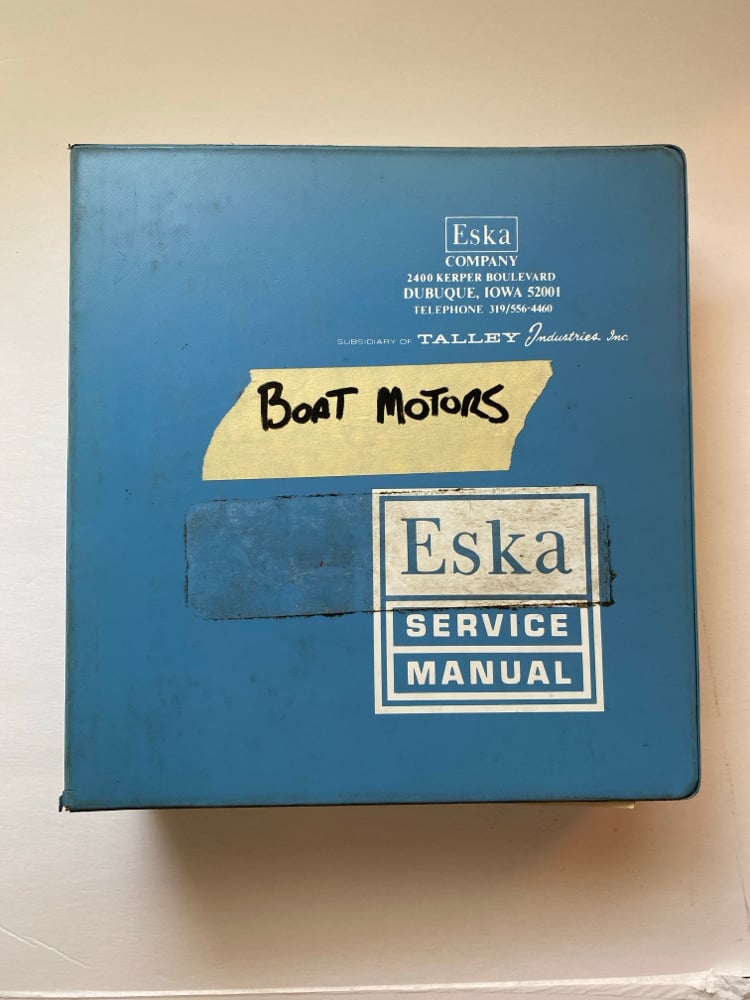 Eska
COMPANY
2400 KERPER BOULEVARD
DUBUQUE, IOWA 52001
TELEPHONE 319/556-4460
SUBSIDIARY OF TALLEY Industries, Inc.
BOAT MOTORS
Eska
SERVICE
MANUAL